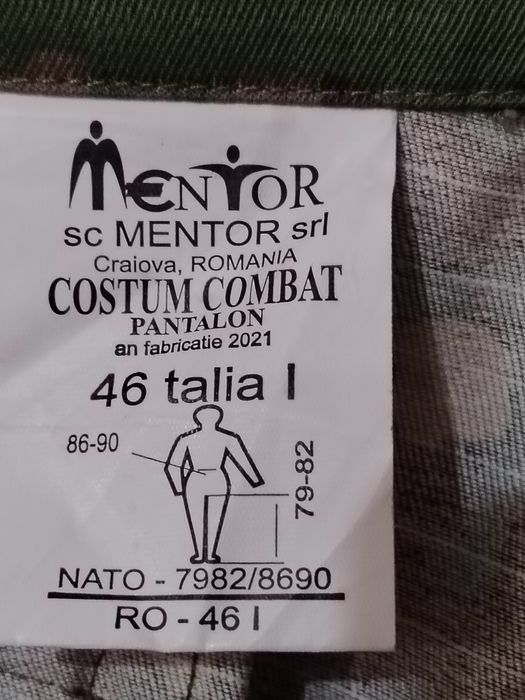 MENTOR
sc MENTOR srl
Craiova, ROMANIA
COSTUM COMBAT
PANTALON
an fabricatie 2021
46 talia I
86-90
79-82
NATO - 7982/8690
RO - 46 I